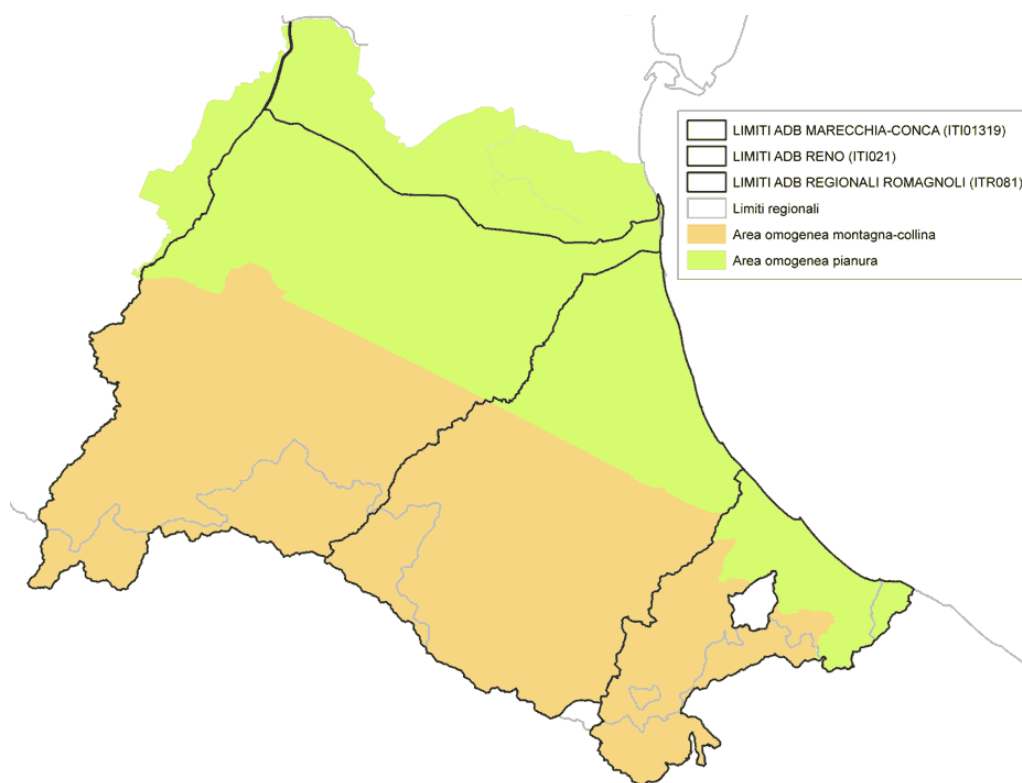 LIMITI ADB MARECCHIA-CONCA (ITI01319)
LIMITI ADB RENO (ITI021)
LIMITI ADB REGIONALI ROMAGNOLI (ITR081)
Limiti regionali
Area omogenea montagna-collina
Area omogenea pianura